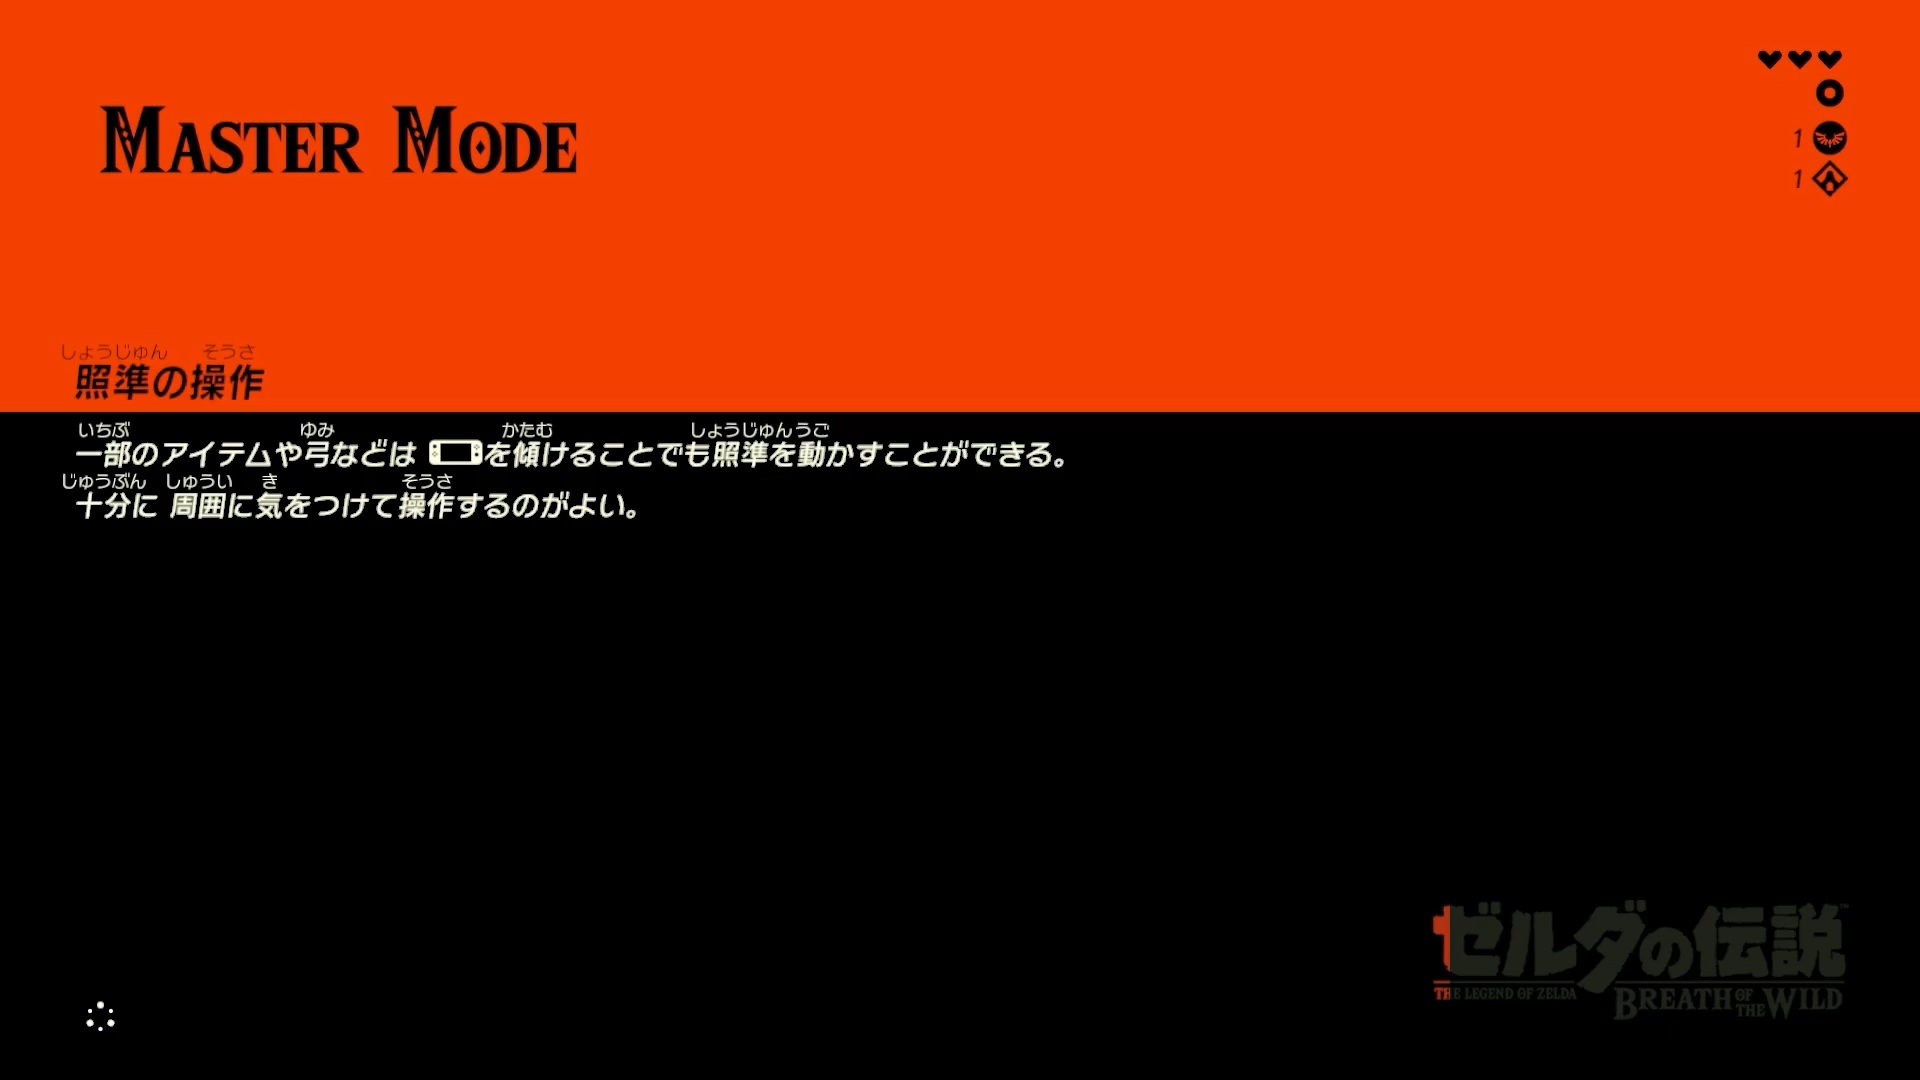 MASTER MODE
1
1
しょうじゅん そうさ
照準の操作
いちぶ ゆみ かたむ しょうじゅん うご
一部のアイテムや弓などは を傾けることでも照準を動かすことができる。
じゅうぶん しゅうい き そうさ
十分に 周囲に気をつけて操作するのがよい。
ゼルダの伝説™
THE LEGEND OF ZELDA
BREATH OF THE WILD